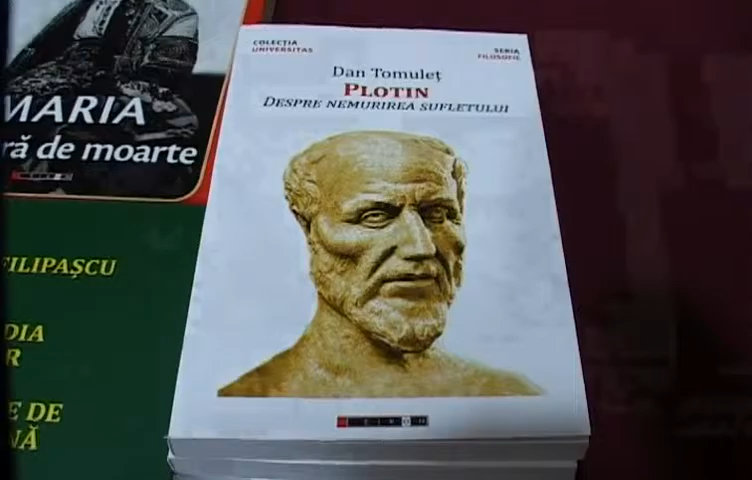 COLECȚIA
UNIVERSITAS
SERIA
FILOSOFIE
Dan Tomuleț
PLOTIN
DESPRE NEMURIREA SUFLETULUI
MARIA
ră de moarte
FILIPAȘCU
DIA
R
E DE
NĂ